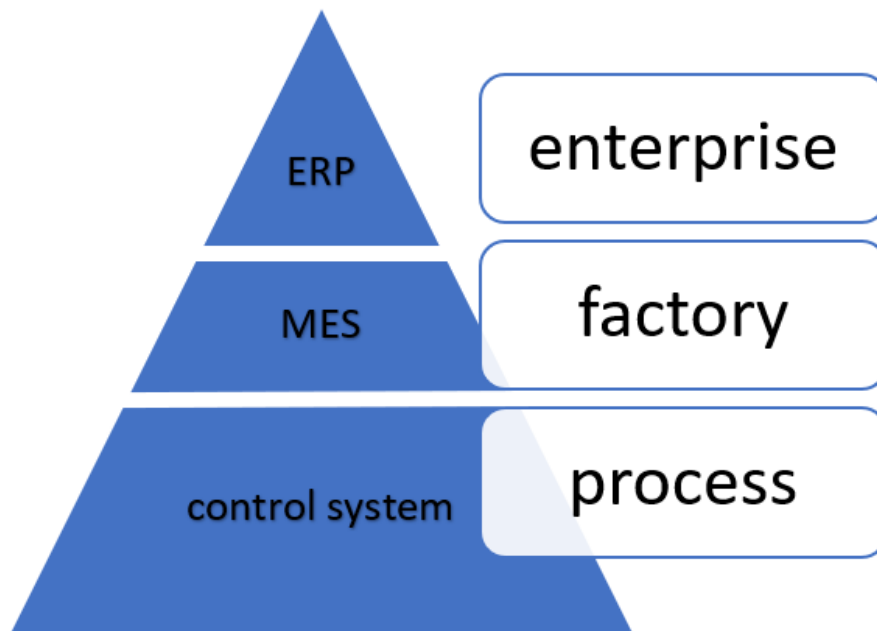 ERP
enterprise
MES
factory
control system
process